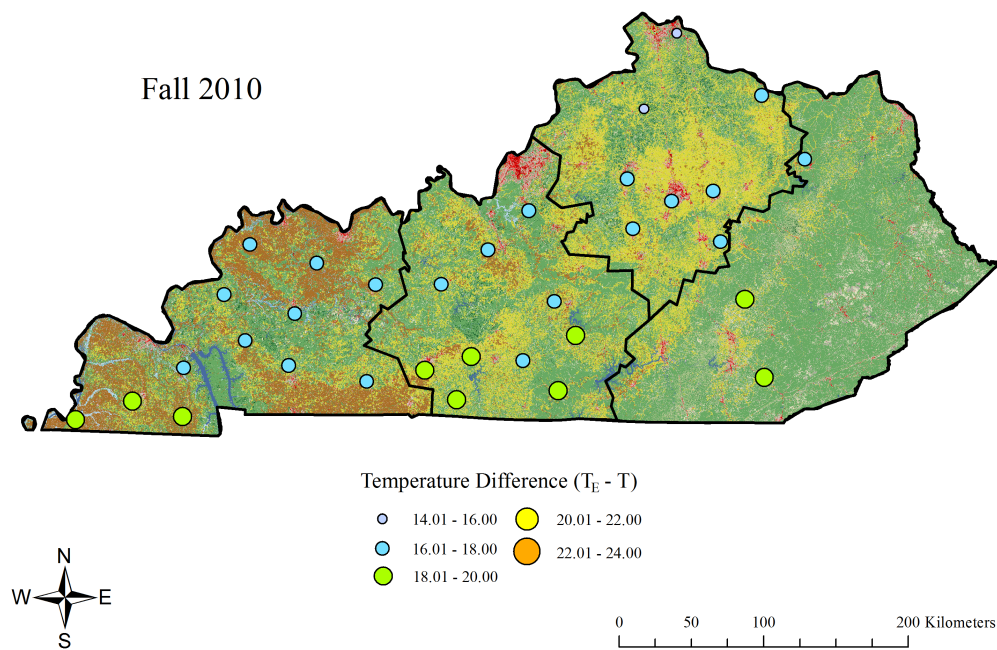 Fall 2010
Temperature Difference (T_E - T)
14.01 - 16.00
16.01 - 18.00
18.01 - 20.00
20.01 - 22.00
22.01 - 24.00
N
W E
S
0 50 100 200 Kilometers